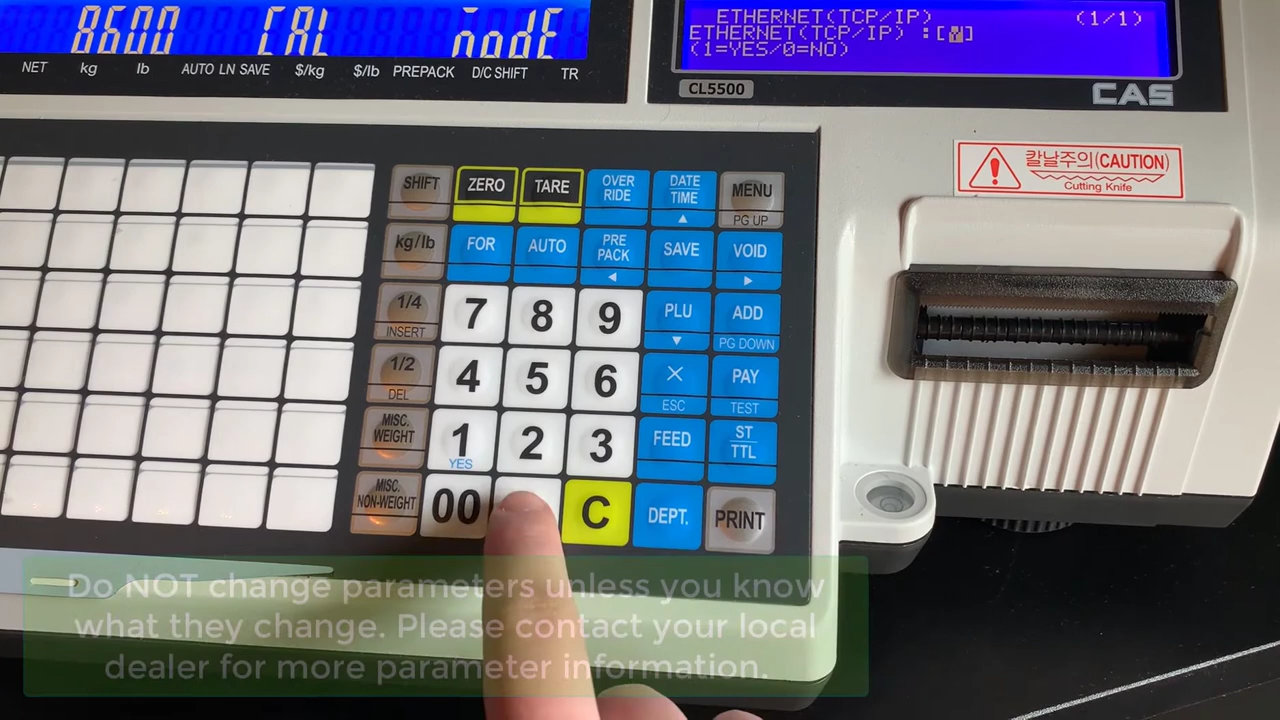 8600 CAL nodE
NET kg lb AUTO LN SAVE $/kg $/lb PREPACK D/C SHIFT TR
ETHERNET(TCP/IP) (1/1)
ETHERNET(TCP/IP) :[ ]
(1=YES/0=NO)
CL5500
CAS
칼날주의(CAUTION)
Cutting Knife
SHIFT ZERO TARE OVER RIDE DATE TIME MENU
PG UP
kg/lb FOR AUTO PRE PACK SAVE VOID
1/4 7 8 9 PLU ADD
INSERT PG DOWN
1/2 4 5 6 X PAY
DEL ESC TEST
MISC. WEIGHT 1 2 3 FEED ST TTL
YES
MISC. NON-WEIGHT 00 C DEPT. PRINT
Do NOT change parameters unless you know
what they change. Please contact your local
dealer for more parameter information.